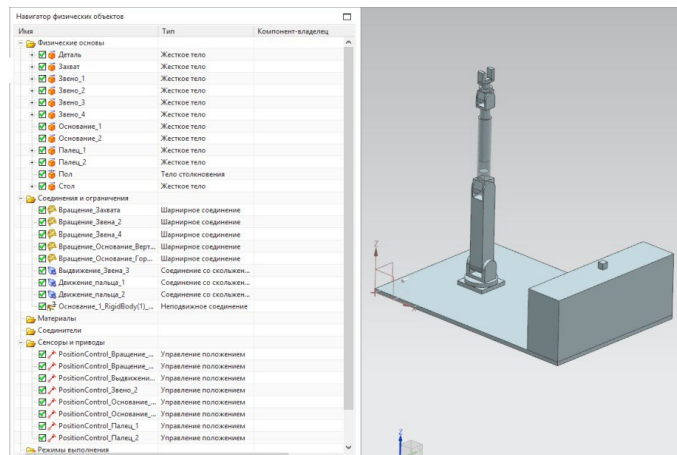 Навигатор физических объектов
Имя Тип Компонент-владелец
Физические основы
Деталь Жесткое тело
Захват Жесткое тело
Звено_1 Жесткое тело
Звено_2 Жесткое тело
Звено_3 Жесткое тело
Звено_4 Жесткое тело
Основание_1 Жесткое тело
Основание_2 Жесткое тело
Палец_1 Жесткое тело
Палец_2 Жесткое тело
Пол Тело столкновения
Стол Жесткое тело
Соединения и ограничения
Вращение_Захвата Шарнирное соединение
Вращение_Звена_2 Шарнирное соединение
Вращение_Звена_4 Шарнирное соединение
Вращение_Основание_Верт... Шарнирное соединение
Вращение_Основание_Гор... Шарнирное соединение
Выдвижение_Звена_3 Соединение со скольжен...
Движение_пальца_1 Соединение со скольжен...
Движение_пальца_2 Соединение со скольжен...
Основание_1_RigidBody(1)_... Неподвижное соединение
Материалы
Соединители
Сенсоры и приводы
PositionControl_Вращение_... Управление положением
PositionControl_Вращение_... Управление положением
PositionControl_Выдвижени... Управление положением
PositionControl_Звено_2 Управление положением
PositionControl_Основание_... Управление положением
PositionControl_Основание_... Управление положением
PositionControl_Палец_1 Управление положением
PositionControl_Палец_2 Управление положением
Режимы выполнения
Z
X
Z